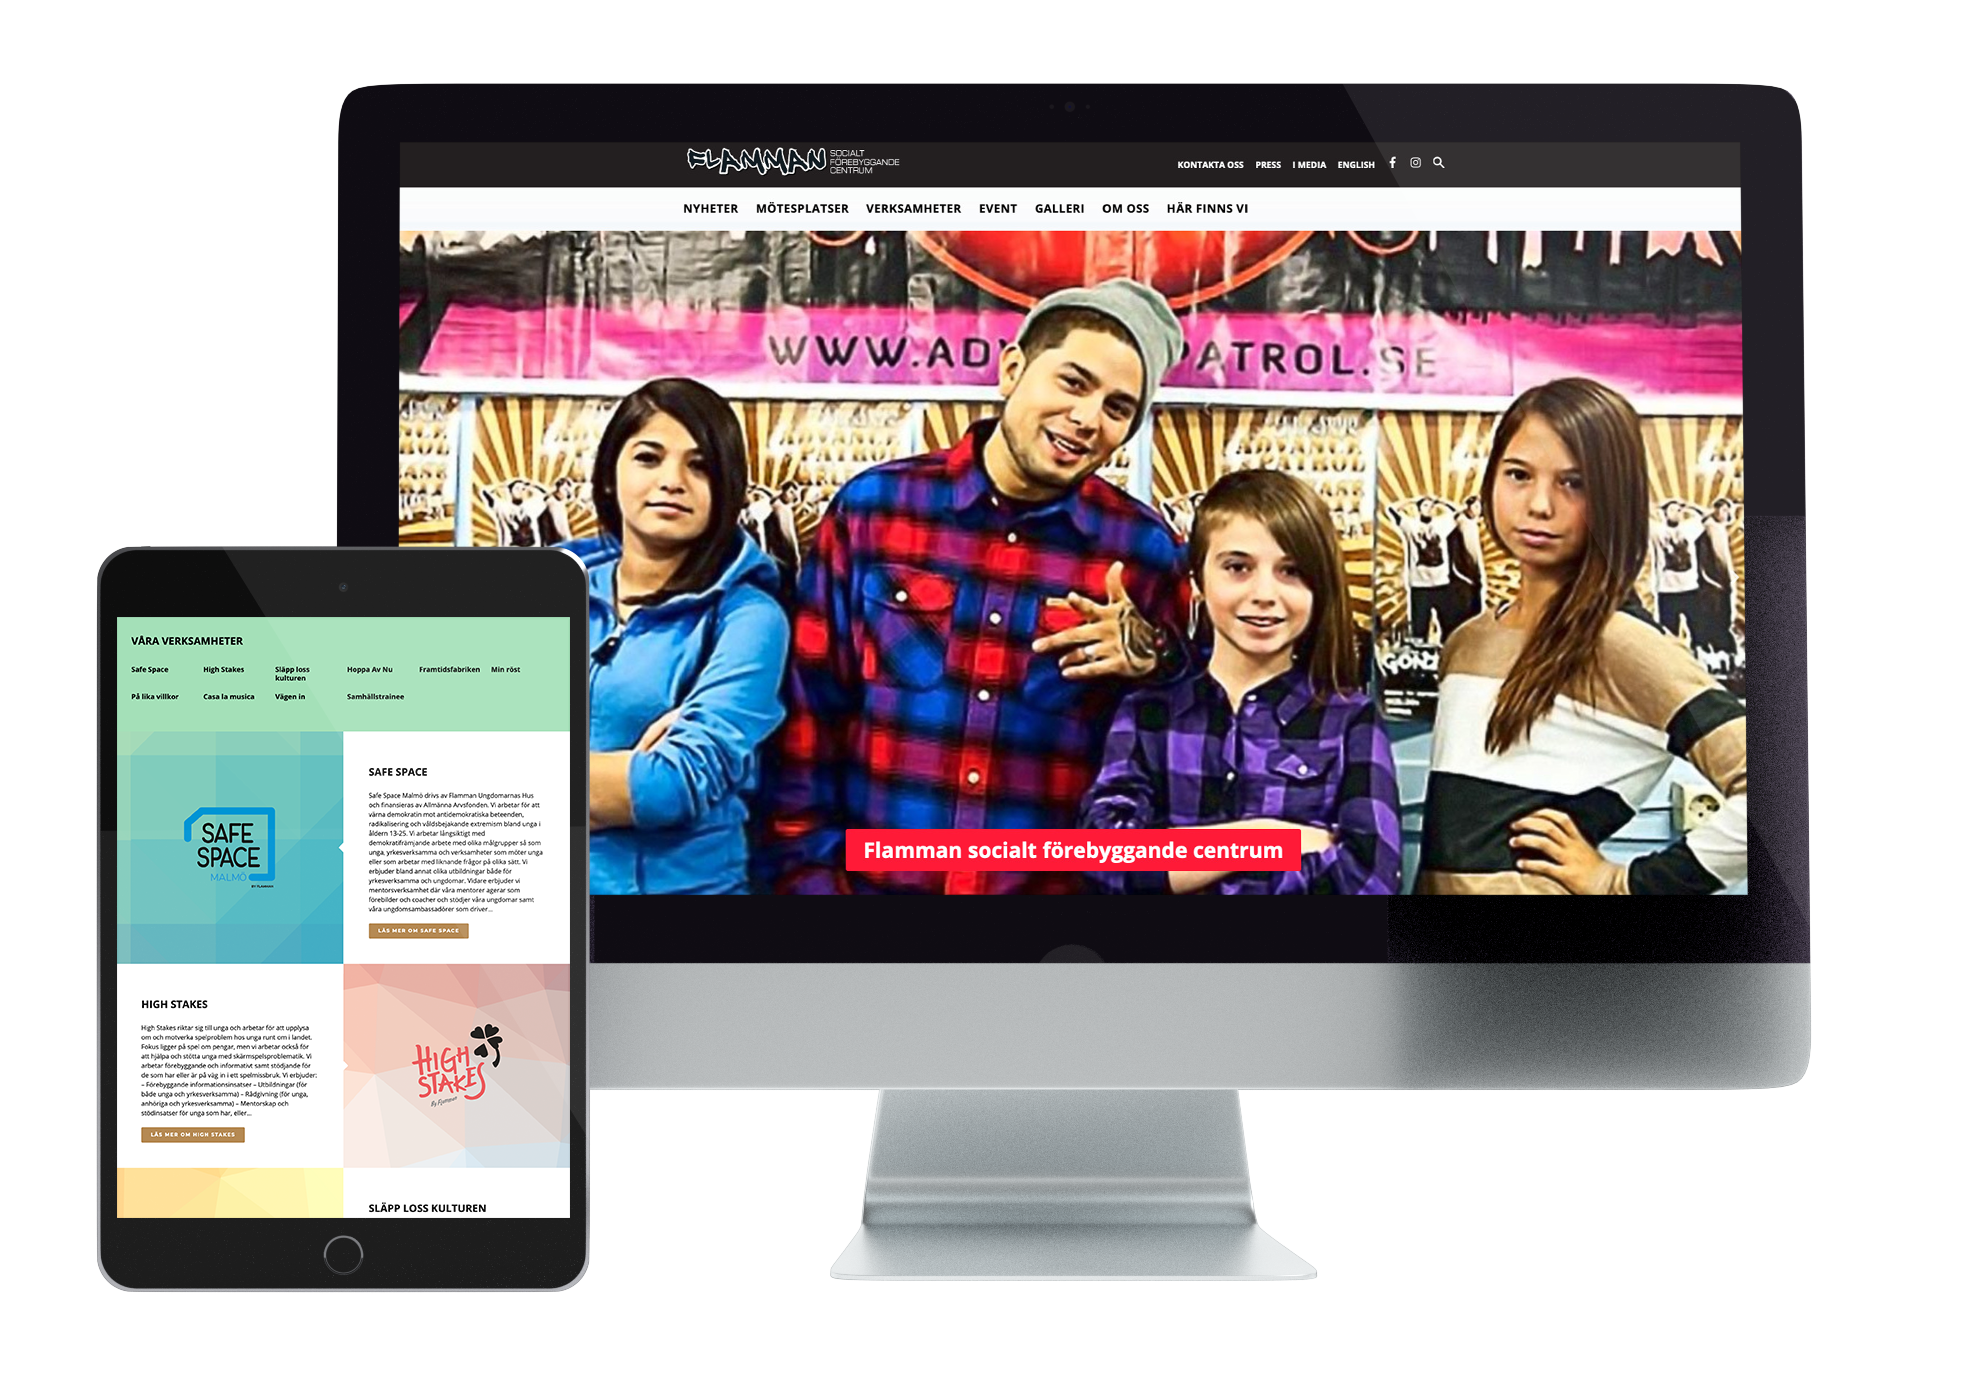 FLAMMAN SOCIALT
FÖREBYGGANDE
CENTRUM
KONTAKTA OSS PRESS I MEDIA ENGLISH
NYHETER MÖTESPLATSER VERKSAMHETER EVENT GALLERI OM OSS HÄR FINNS VI
WWW.AD PATROL.SE
Flamman socialt förebyggande centrum
VÅRA VERKSAMHETER
Safe Space High Stakes Släpp loss kulturen Hoppa Av Nu Framtidsfabriken Min röst
På lika villkor Casa la musica Vägen in Samhällstrainee
SAFE
SPACE
MALMÖ
BY FLAMMAN
SAFE SPACE
Safe Space Malmö drivs av Flamman Ungdomarnas Hus
och finansieras av Allmänna Arvsfonden. Vi arbetar för att
värna demokratin mot antidemokratiska beteenden,
radikalisering och våldsbejakande extremism bland unga i
åldern 13-25. Vi arbetar långsiktigt med
demokratifrämjande arbete med olika målgrupper så som
unga, yrkesverksamma och verksamheter som möter unga
eller som arbetar med liknande frågor på olika sätt. Vi
erbjuder bland annat olika utbildningar både för
yrkesverksamma och ungdomar. Vidare erbjuder vi
mentorsverksamhet där våra mentorer agerar som
förebilder och coacher och stödjer våra ungdomar samt
våra ungdomsambassadörer som driver...
LÄS MER OM SAFE SPACE
HIGH STAKES
High Stakes riktar sig till unga och arbetar för att upplysa
om och motverka spelproblem hos unga runt om i landet.
Fokus ligger på spel om pengar, men vi arbetar också för
att hjälpa och stötta unga med skärmspelsproblematik. Vi
arbetar förebyggande och informativt samt stödjande för
de som har eller är på väg in i ett spelmissbruk. Vi erbjuder:
– Förebyggande informationsinsatser – Utbildningar (för
både unga och yrkesverksamma) – Rådgivning (för unga,
anhöriga och yrkesverksamma) – Mentorskap och
stödinsatser för unga som har, eller...
LÄS MER OM HIGH STAKES
HIGH
STAKES
By Flamman
SLÄPP LOSS KULTUREN